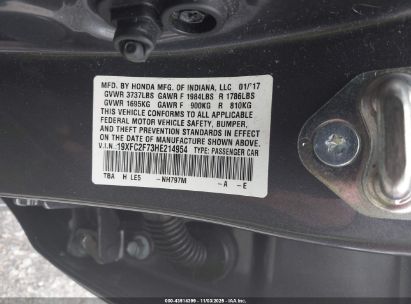 MFD. BY HONDA MFG. OF INDIANA, LLC 01/17
GVWR 3737LBS GAWR F 1984LBS R 1786LBS
GVWR 1695KG GAWR F 900KG R 810KG
THIS VEHICLE CONFORMS TO ALL APPLICABLE
FEDERAL MOTOR VEHICLE SAFETY, BUMPER,
AND THEFT PREVENTION STANDARDS IN EFFECT
ON THE DATE OF MANUFACTURE SHOWN ABOVE.
V.I.N. 19XFC2F73HE214954 TYPE: PASSENGER CAR
TBA H LE5 -NH797M -A -E